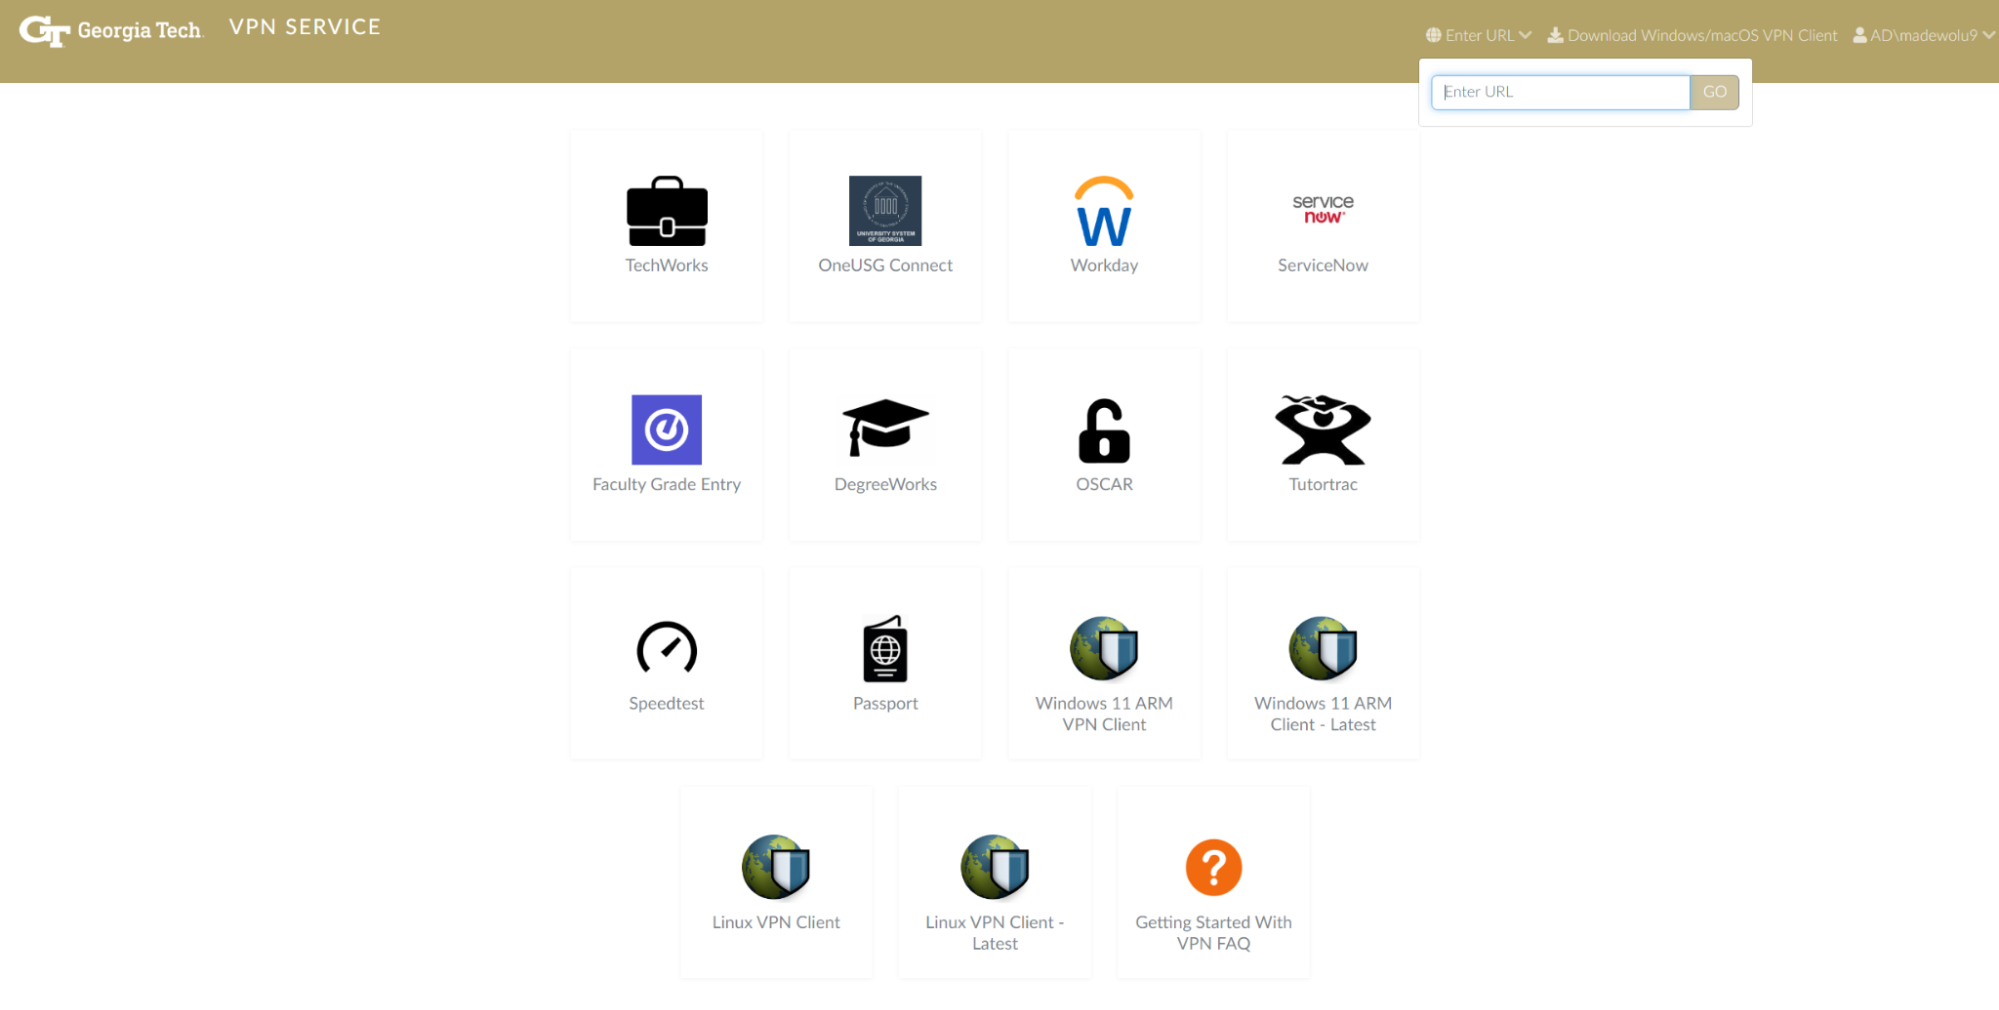 Georgia Tech.
VPN SERVICE
Enter URL
Download Windows/macOS VPN Client
AD\madewolu9
Enter URL
GO
UNIVERSITY SYSTEM
OF GEORGIA
service
now
TechWorks
OneUSG Connect
Workday
ServiceNow
Faculty Grade Entry
DegreeWorks
OSCAR
Tutortrac
Speedtest
Passport
Windows 11 ARM
VPN Client
Windows 11 ARM
Client - Latest
Linux VPN Client
Linux VPN Client -
Latest
Getting Started With
VPN FAQ